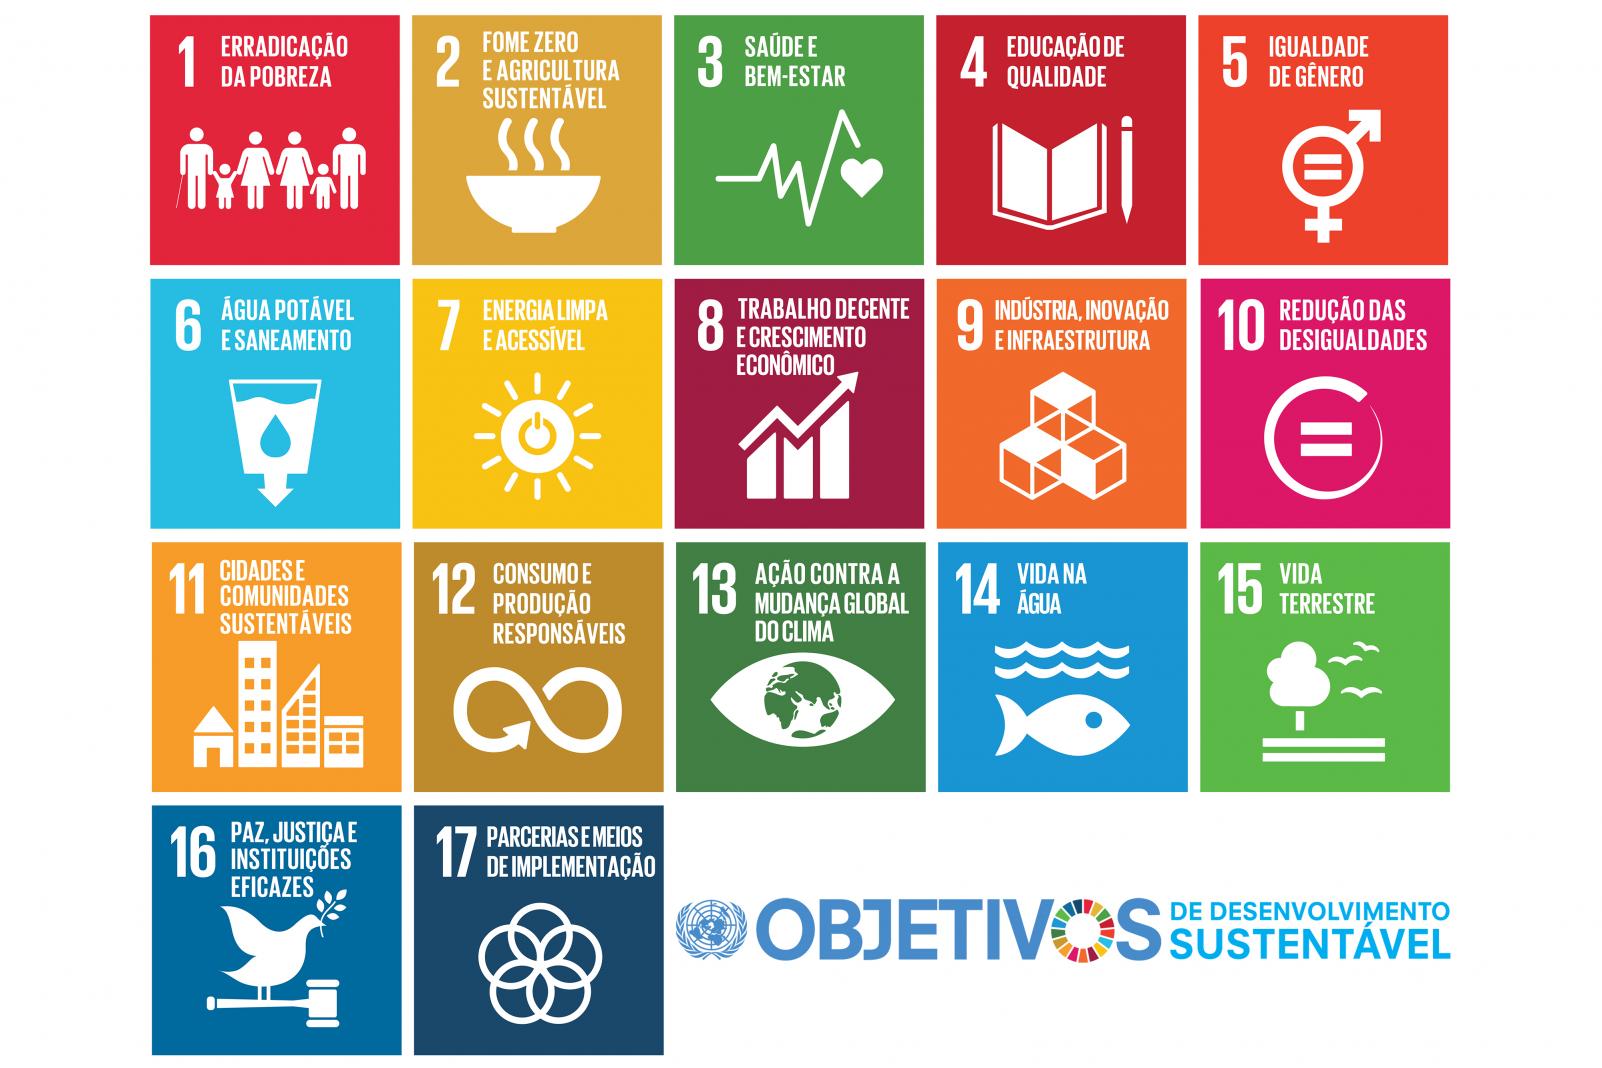 1 ERRADICAÇÃO
DA POBREZA
2 FOME ZERO
E AGRICULTURA
SUSTENTÁVEL
3 SAÚDE E
BEM-ESTAR
4 EDUCAÇÃO DE
QUALIDADE
5 IGUALDADE
DE GÊNERO
6 ÁGUA POTÁVEL
E SANEAMENTO
7 ENERGIA LIMPA
E ACESSÍVEL
8 TRABALHO DECENTE
E CRESCIMENTO
ECONÔMICO
9 INDÚSTRIA, INOVAÇÃO
E INFRAESTRUTURA
10 REDUÇÃO DAS
DESIGUALDADES
11 CIDADES E
COMUNIDADES
SUSTENTÁVEIS
12 CONSUMO E
PRODUÇÃO
RESPONSÁVEIS
13 AÇÃO CONTRA A
MUDANÇA GLOBAL
DO CLIMA
14 VIDA NA
ÁGUA
15 VIDA
TERRESTRE
16 PAZ, JUSTIÇA E
INSTITUIÇÕES
EFICAZES
17 PARCERIAS E MEIOS
DE IMPLEMENTAÇÃO
OBJETIVOS
DE DESENVOLVIMENTO
SUSTENTÁVEL